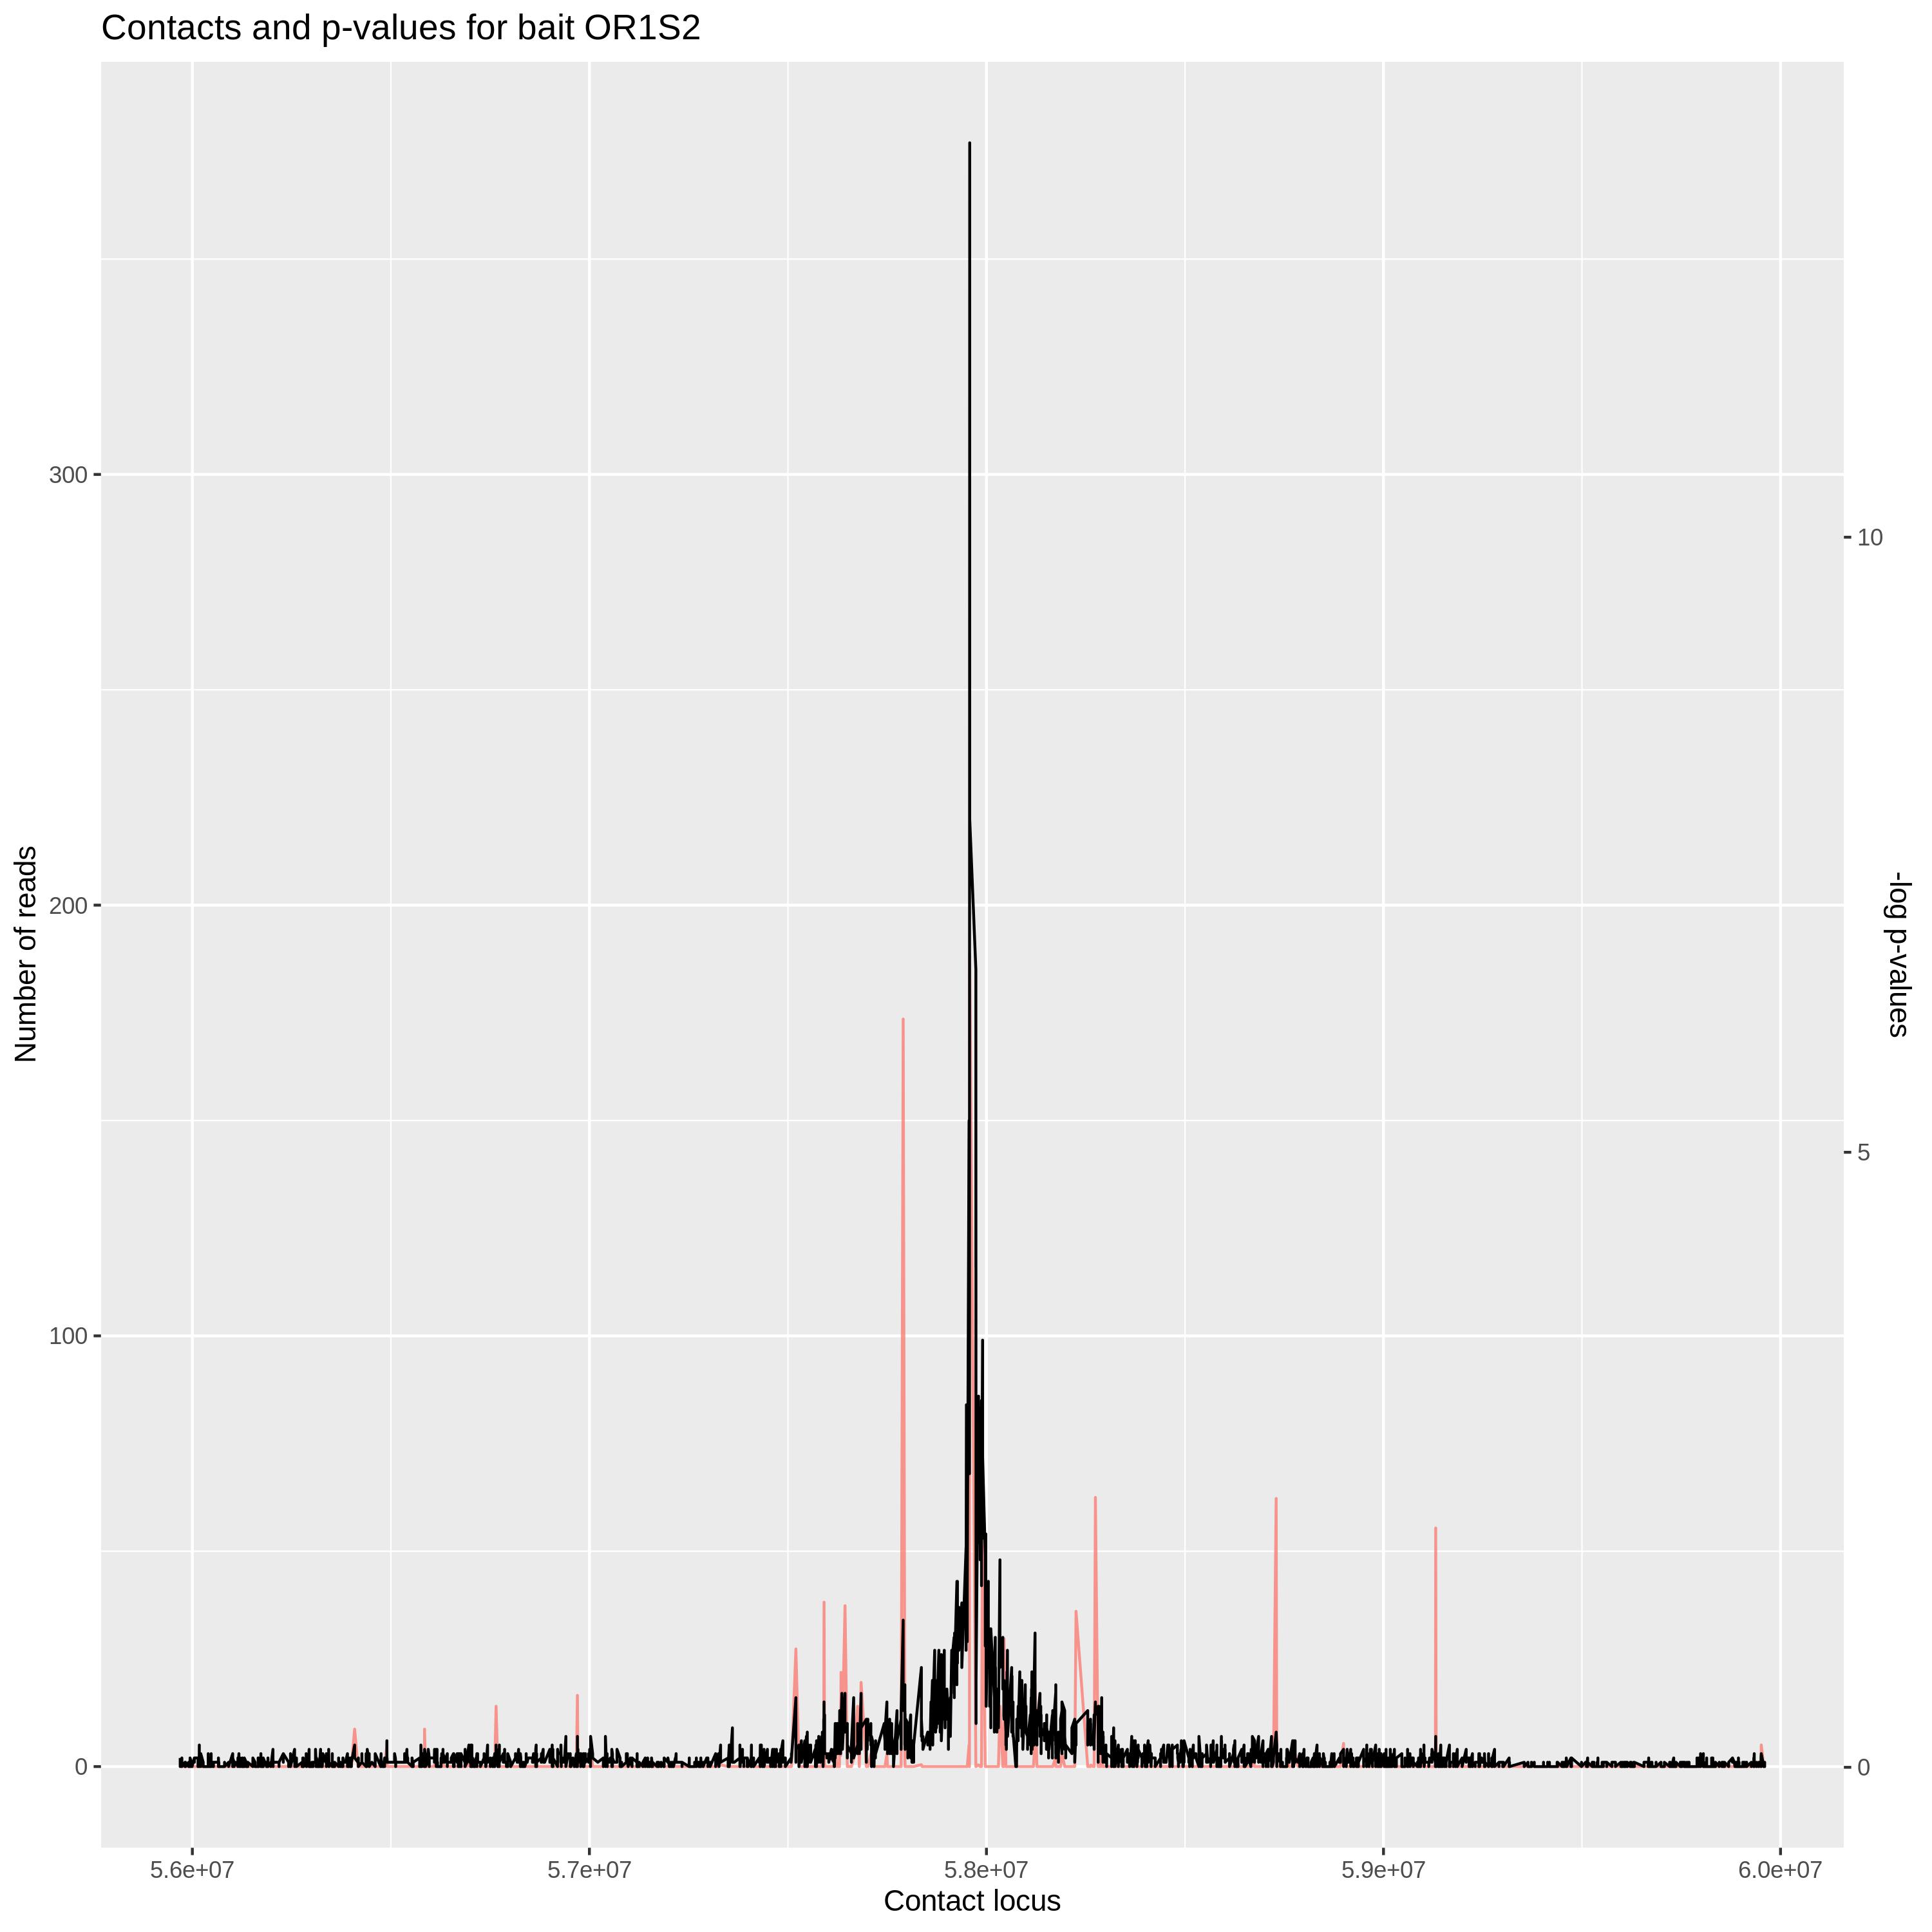 Contacts and p-values for bait OR1S2
300
200
100
0
Number of reads
10
5
0
-log p-values
5.6e+07
5.7e+07
5.8e+07
5.9e+07
6.0e+07
Contact locus